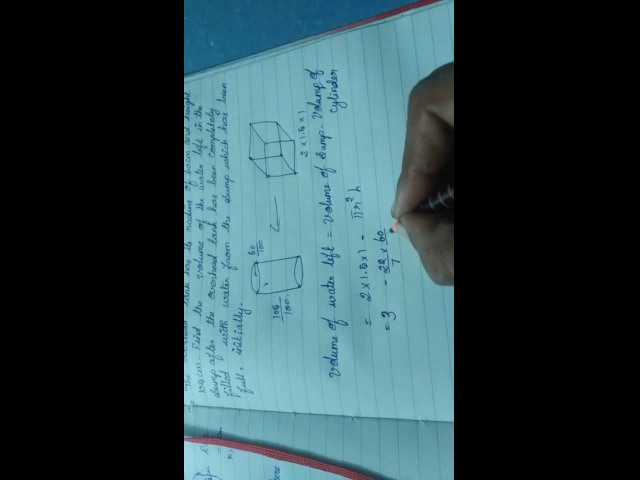 The overhead tank has its radius of 60cm and height
105cm. Find the volume of the water left in the
sump after the overhead tank has been completely
filled with water from the sump which has been
full initially.
60/100
105/100
2 x 1.5 x 1
volume of water left = volume of sump - volume of
cylinder
= 2 x 1.5 x 1 - πr²h
= 3 - 22/7 x 60